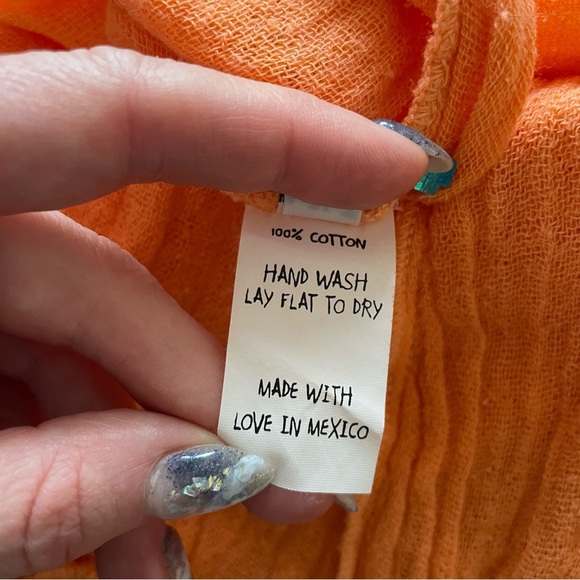 100% COTTON
HAND WASH
LAY FLAT TO DRY
MADE WITH
LOVE IN MEXICO